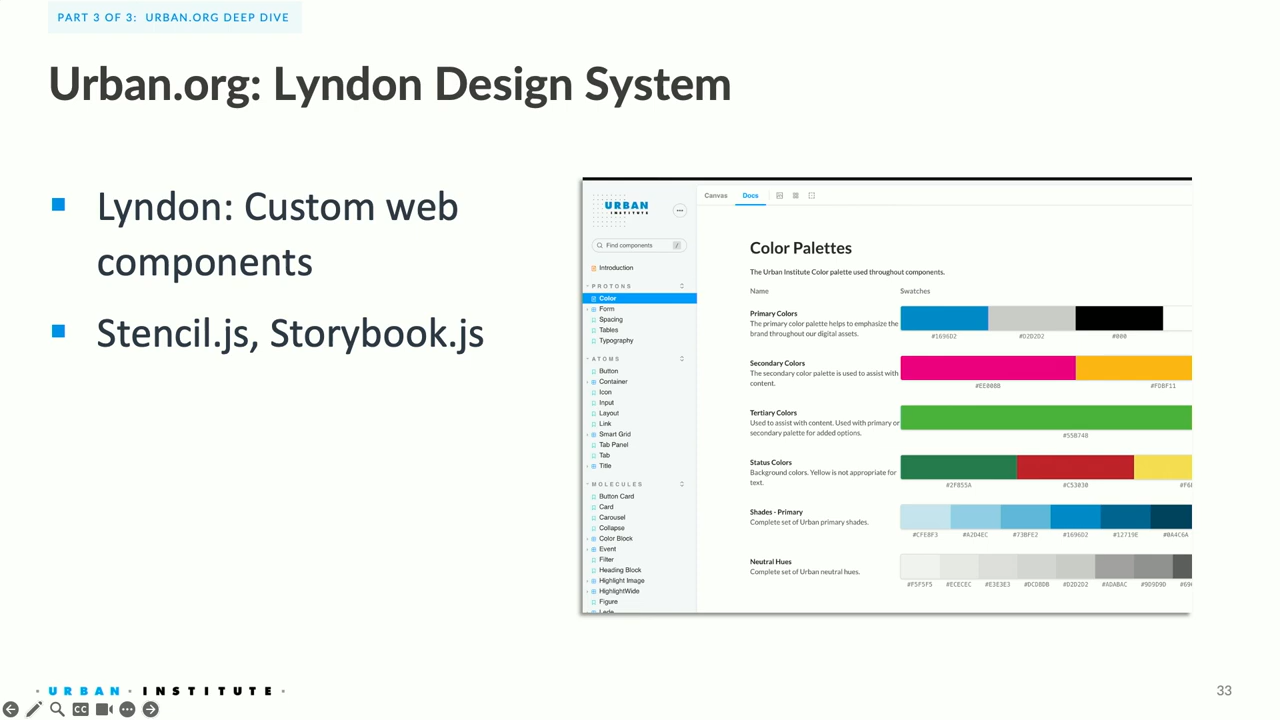 PART 3 OF 3: URBAN.ORG DEEP DIVE
Urban.org: Lyndon Design System
Lyndon: Custom web
components
Stencil.js, Storybook.js
URBAN
INSTITUTE
Find components
/
Introduction
PROTONS
Color
Form
Spacing
Tables
Typography
ATOMS
Button
Container
Icon
Input
Layout
Link
Smart Grid
Tab Panel
Tab
Title
MOLECULES
Button Card
Card
Carousel
Collapse
Color Block
Event
Filter
Heading Block
Highlight Image
HighlightWide
Figure
Lede
Canvas Docs
Color Palettes
The Urban Institute Color palette used throughout components.
Name Swatches
Primary Colors
The primary color palette helps to emphasize the
brand throughout our digital assets.
#1696D2 #D2D2D2 #000
Secondary Colors
The secondary color palette is used to assist with
content.
#EE008B #FDBF11
Tertiary Colors
Used to assist with content. Used with primary or
secondary palette for added options.
#55B748
Status Colors
Background colors. Yellow is not appropriate for
text.
#2F855A #C53030
Shades - Primary
Complete set of Urban primary shades.
#CFE8F3 #A2D4EC #73BFE2 #1696D2 #12719E #0A4C6A
Neutral Hues
Complete set of Urban neutral hues.
#F5F5F5 #ECECEC #E3E3E3 #DCDBDB #D2D2D2 #ADABAC #9D9D9D
URBAN · INSTITUTE
CC
33